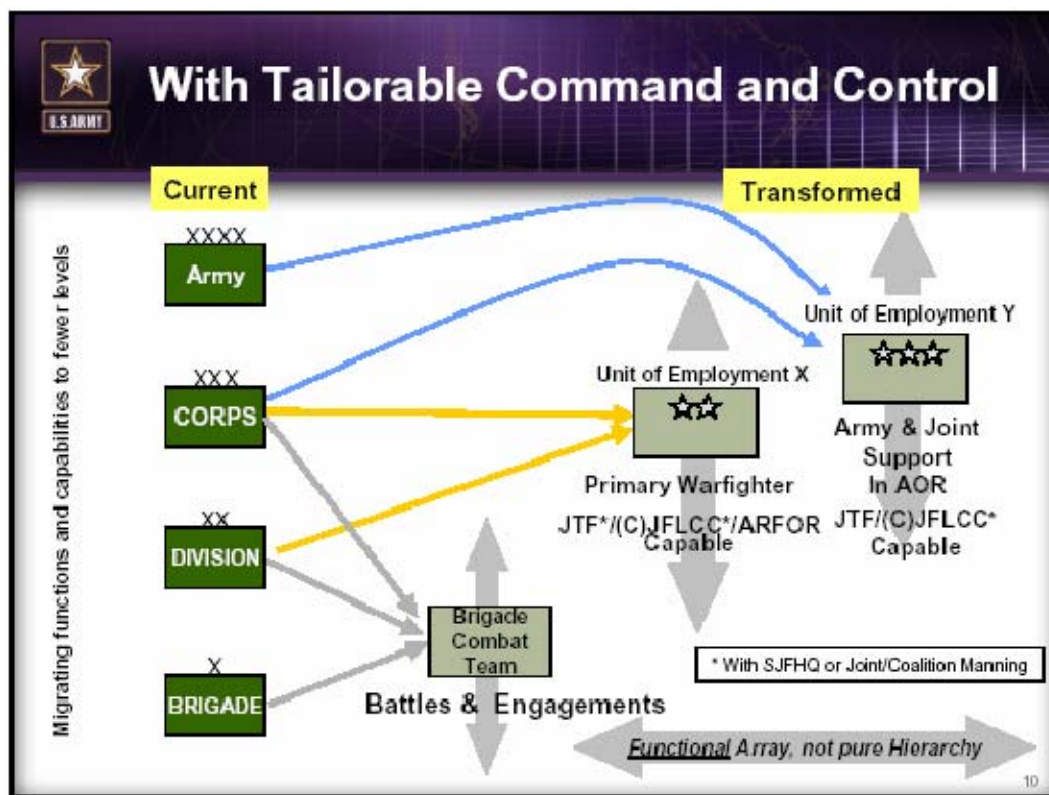 With Tailorable Command and Control
U.S.ARMY
Current
Transformed
Migrating functions and capabilities to fewer levels
XXXX
Army
XXX
CORPS
XX
DIVISION
X
BRIGADE
Brigade
Combat
Team
Battles & Engagements
Unit of Employment X
Primary Warfighter
JTF*/(C)JFLCC*/ARFOR
Capable
Unit of Employment Y
Army & Joint
Support
In AOR
JTF/(C)JFLCC*
Capable
* With SJFHQ or Joint/Coalition Manning
Functional Array, not pure Hierarchy
10